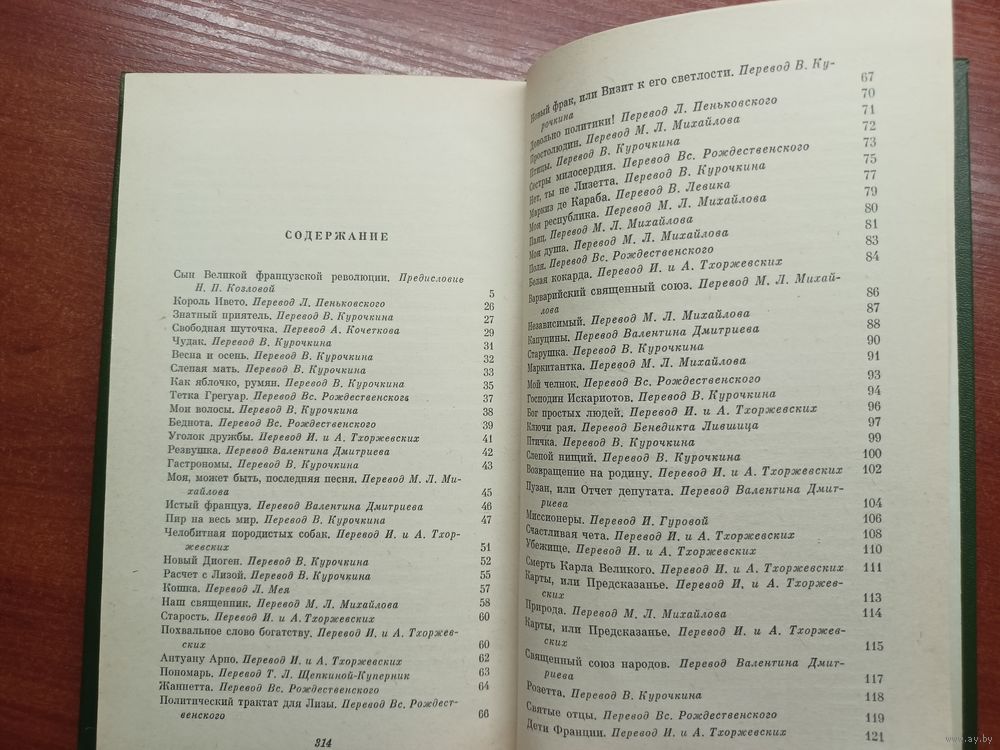 СОДЕРЖАНИЕ
Сын Великой французской революции. Предисловие
Н. П. Козловой 5
Король Ивето. Перевод Л. Пеньковского 26
Знатный приятель. Перевод В. Курочкина 27
Свободная шуточка. Перевод А. Кочеткова 29
Чудак. Перевод В. Курочкина 31
Весна и осень. Перевод В. Курочкина 32
Слепая мать. Перевод В. Курочкина 33
Как яблочко, румян. Перевод В. Курочкина 35
Тетка Грегуар. Перевод Вс. Рождественского 37
Мои волосы. Перевод В. Курочкина 38
Беднота. Перевод Вс. Рождественского 39
Уголок дружбы. Перевод И. и А. Тхоржевских 41
Резвушка. Перевод Валентина Дмитриева 42
Гастрономы. Перевод В. Курочкина 43
Моя, может быть, последняя песня. Перевод М. Л. Ми-
хайлова 45
Истый француз. Перевод Валентина Дмитриева 46
Пир на весь мир. Перевод В. Курочкина 47
Челобитная породистых собак. Перевод И. и А. Тхор-
жевских 51
Новый Диоген. Перевод В. Курочкина 52
Расчет с Лизой. Перевод В. Курочкина 55
Кошка. Перевод Л. Мея 57
Наш священник. Перевод М. Л. Михайлова 58
Старость. Перевод И. и А. Тхоржевских 60
Похвальное слово богатству. Перевод И. и А. Тхоржев-
ских 60
Антуану Арно. Перевод И. и А. Тхоржевских 62
Пономарь. Перевод Т. Л. Щепкиной-Куперник 63
Жаннетта. Перевод Вс. Рождественского 64
Политический трактат для Лизы. Перевод Вс. Рождест-
венского 66
314
Новый фрак, или Визит к его светлости. Перевод В. Ку-
рочкина 67
Довольно политики! Перевод Л. Пеньковского 70
Простолюдин. Перевод М. Л. Михайлова 71
Птицы. Перевод В. Курочкина 72
Сестры милосердия. Перевод Вс. Рождественского 73
Нет, ты не Лизетта. Перевод В. Курочкина 75
Маркиз де Караба. Перевод В. Левика 77
Моя республика. Перевод М. Л. Михайлова 79
Паяц. Перевод М. Л. Михайлова 80
Моя душа. Перевод М. Л. Михайлова 81
Поля. Перевод Вс. Рождественского 83
Белая кокарда. Перевод И. и А. Тхоржевских 84
Варварийский священный союз. Перевод М. Л. Михай-
лова 86
Независимый. Перевод М. Л. Михайлова 87
Капуцины. Перевод Валентина Дмитриева 88
Старушка. Перевод В. Курочкина 90
Маркитантка. Перевод М. Л. Михайлова 91
Мой челнок. Перевод Вс. Рождественского 93
Господин Искариотов. Перевод В. Курочкина 94
Бог простых людей. Перевод И. и А. Тхоржевских 96
Ключи рая. Перевод Бенедикта Лившица 97
Птичка. Перевод В. Курочкина 99
Слепой нищий. Перевод В. Курочкина 100
Возвращение на родину. Перевод И. и А. Тхоржевских 102
Пузан, или Отчет депутата. Перевод Валентина Дмит-
риева 104
Миссионеры. Перевод И. Гуровой 106
Счастливая чета. Перевод И. и А. Тхоржевских 108
Убежище. Перевод И. и А. Тхоржевских 110
Смерть Карла Великого. Перевод И. и А. Тхоржевских 111
Карты, или Предсказанье. Перевод И. и А. Тхоржев-
ских 113
Природа. Перевод М. Л. Михайлова 114
Карты, или Предсказанье. Перевод И. и А. Тхоржев-
ских 115
Священный союз народов. Перевод Валентина Дмит-
риева 117
Розетта. Перевод В. Курочкина 118
Святые отцы. Перевод В. Курочкина 119
Дети Франции. Перевод И. и А. Тхоржевских 121
www.ay.by